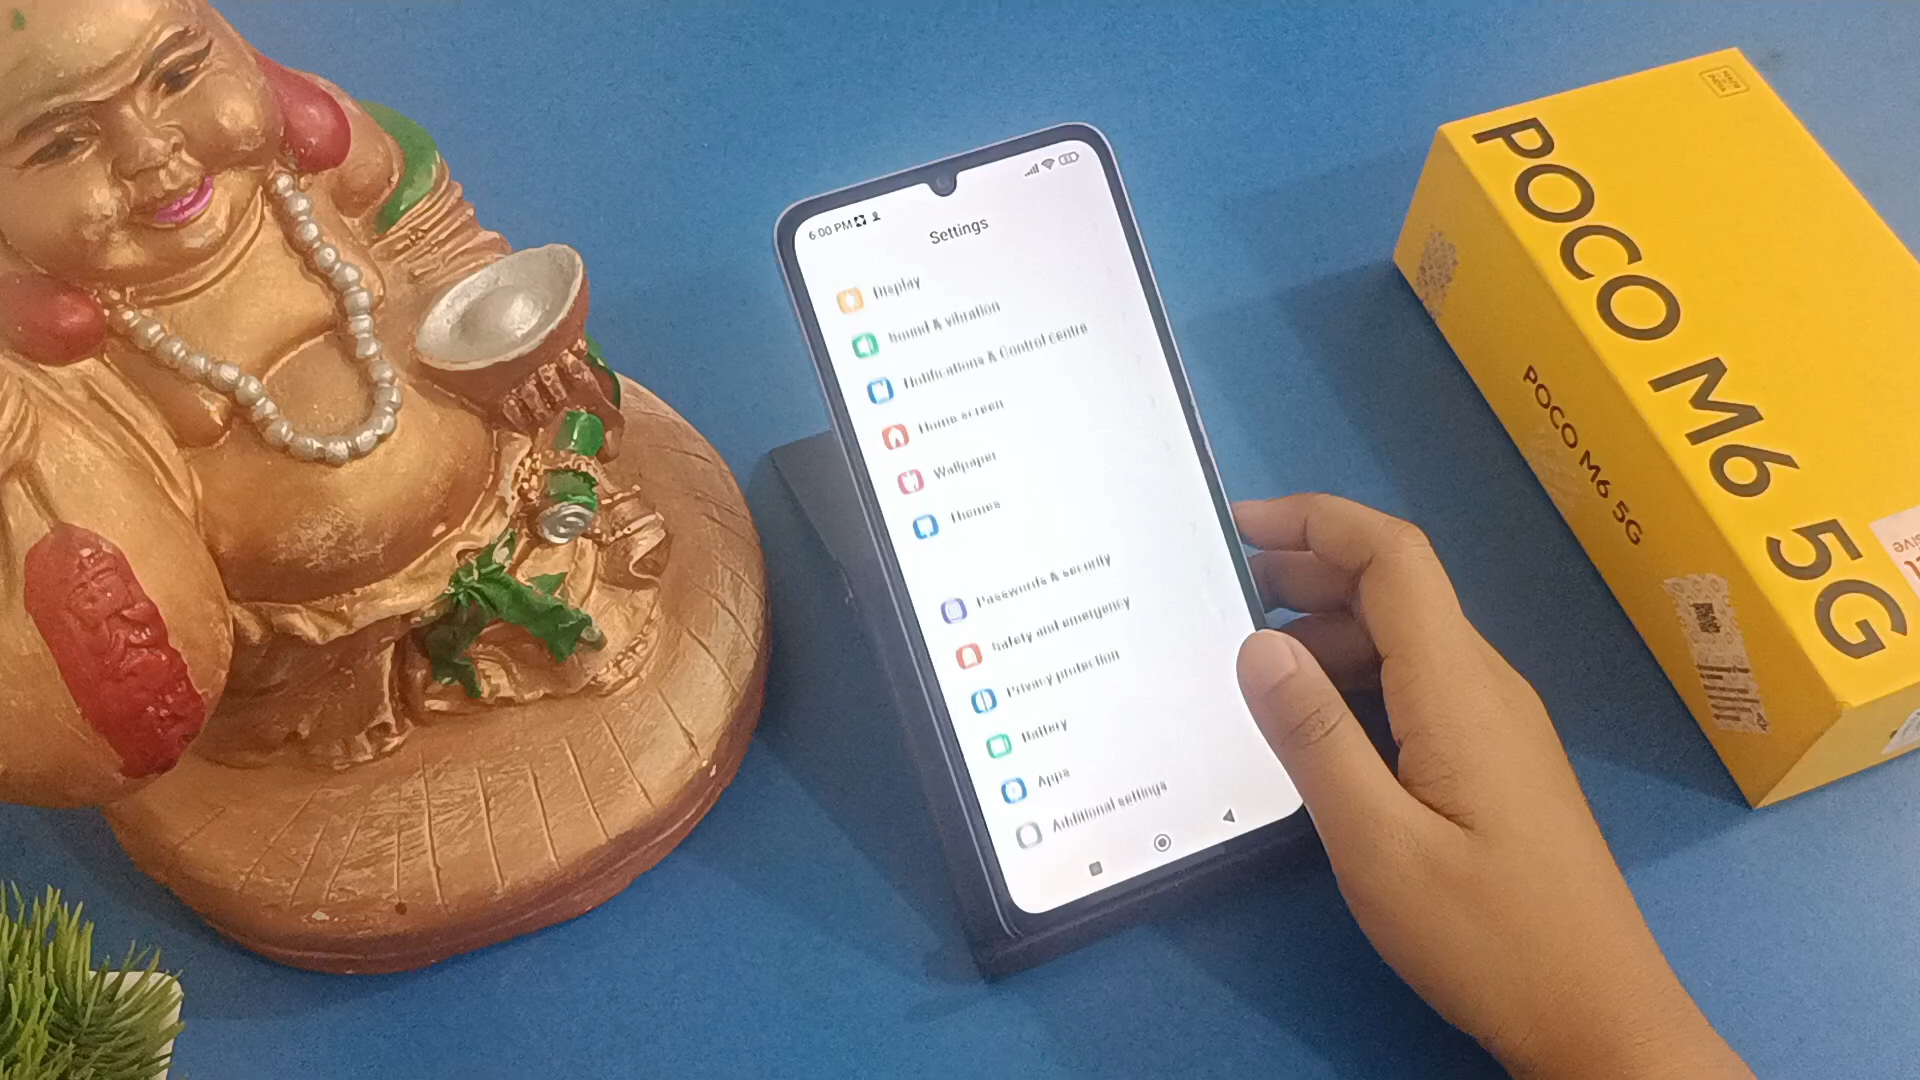 6:00 PM
Settings
Display
Sound & vibration
Notifications & Control centre
Home screen
Wallpaper
Themes
Passwords & security
Safety and emergency
Privacy protection
Battery
Apps
Additional settings
POCO M6 5G
POCO M6 5G